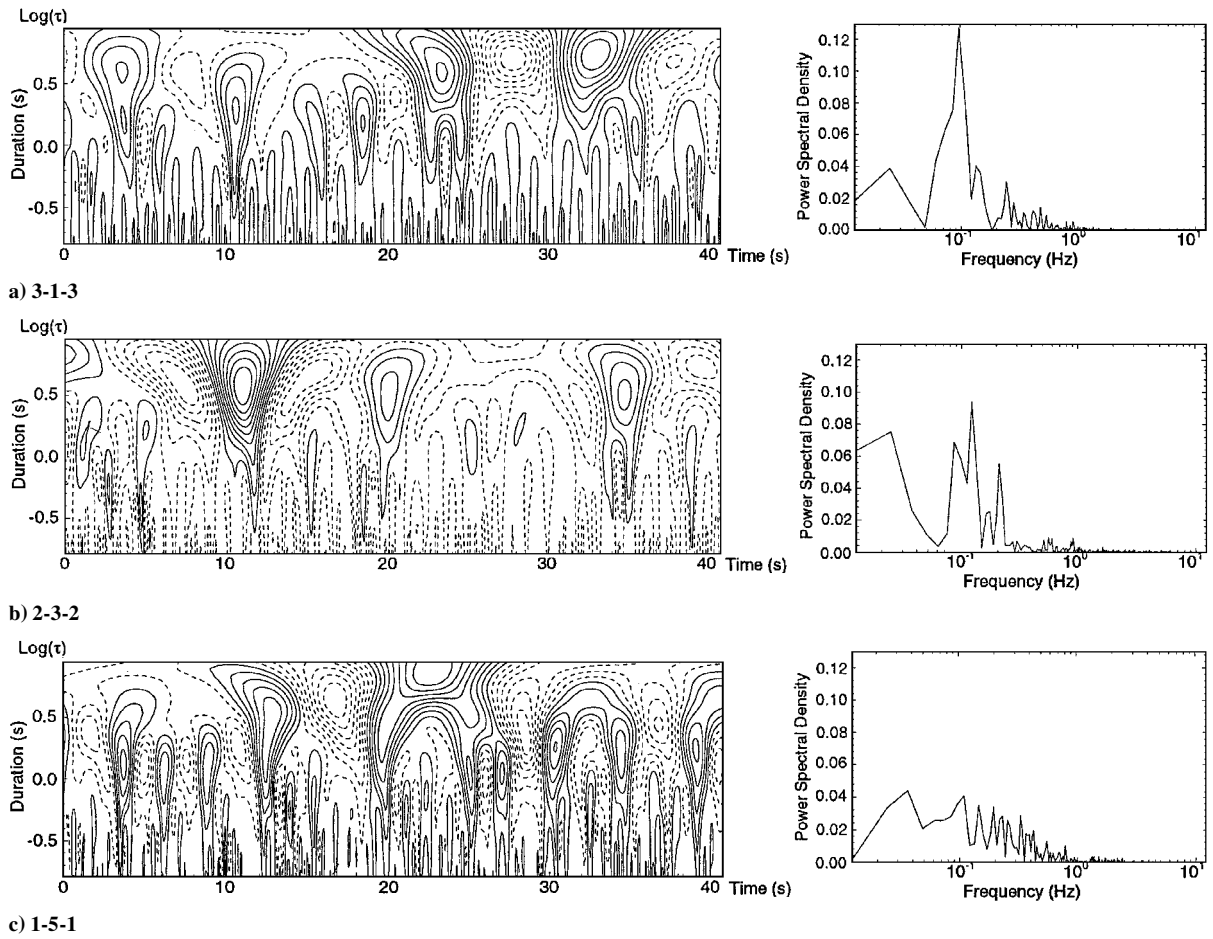 Log(τ)
Duration (s)
0.5
0.0
-0.5
0 10 20 30 40 Time (s)
Power Spectral Density
0.12
0.10
0.08
0.06
0.04
0.02
0.00
10⁻¹ 10⁰ 10¹
Frequency (Hz)
a) 3-1-3
Log(τ)
Duration (s)
0.5
0.0
-0.5
0 10 20 30 40 Time (s)
Power Spectral Density
0.12
0.10
0.08
0.06
0.04
0.02
0.00
10⁻¹ 10⁰ 10¹
Frequency (Hz)
b) 2-3-2
Log(τ)
Duration (s)
0.5
0.0
-0.5
0 10 20 30 40 Time (s)
Power Spectral Density
0.12
0.10
0.08
0.06
0.04
0.02
0.00
10⁻¹ 10⁰ 10¹
Frequency (Hz)
c) 1-5-1